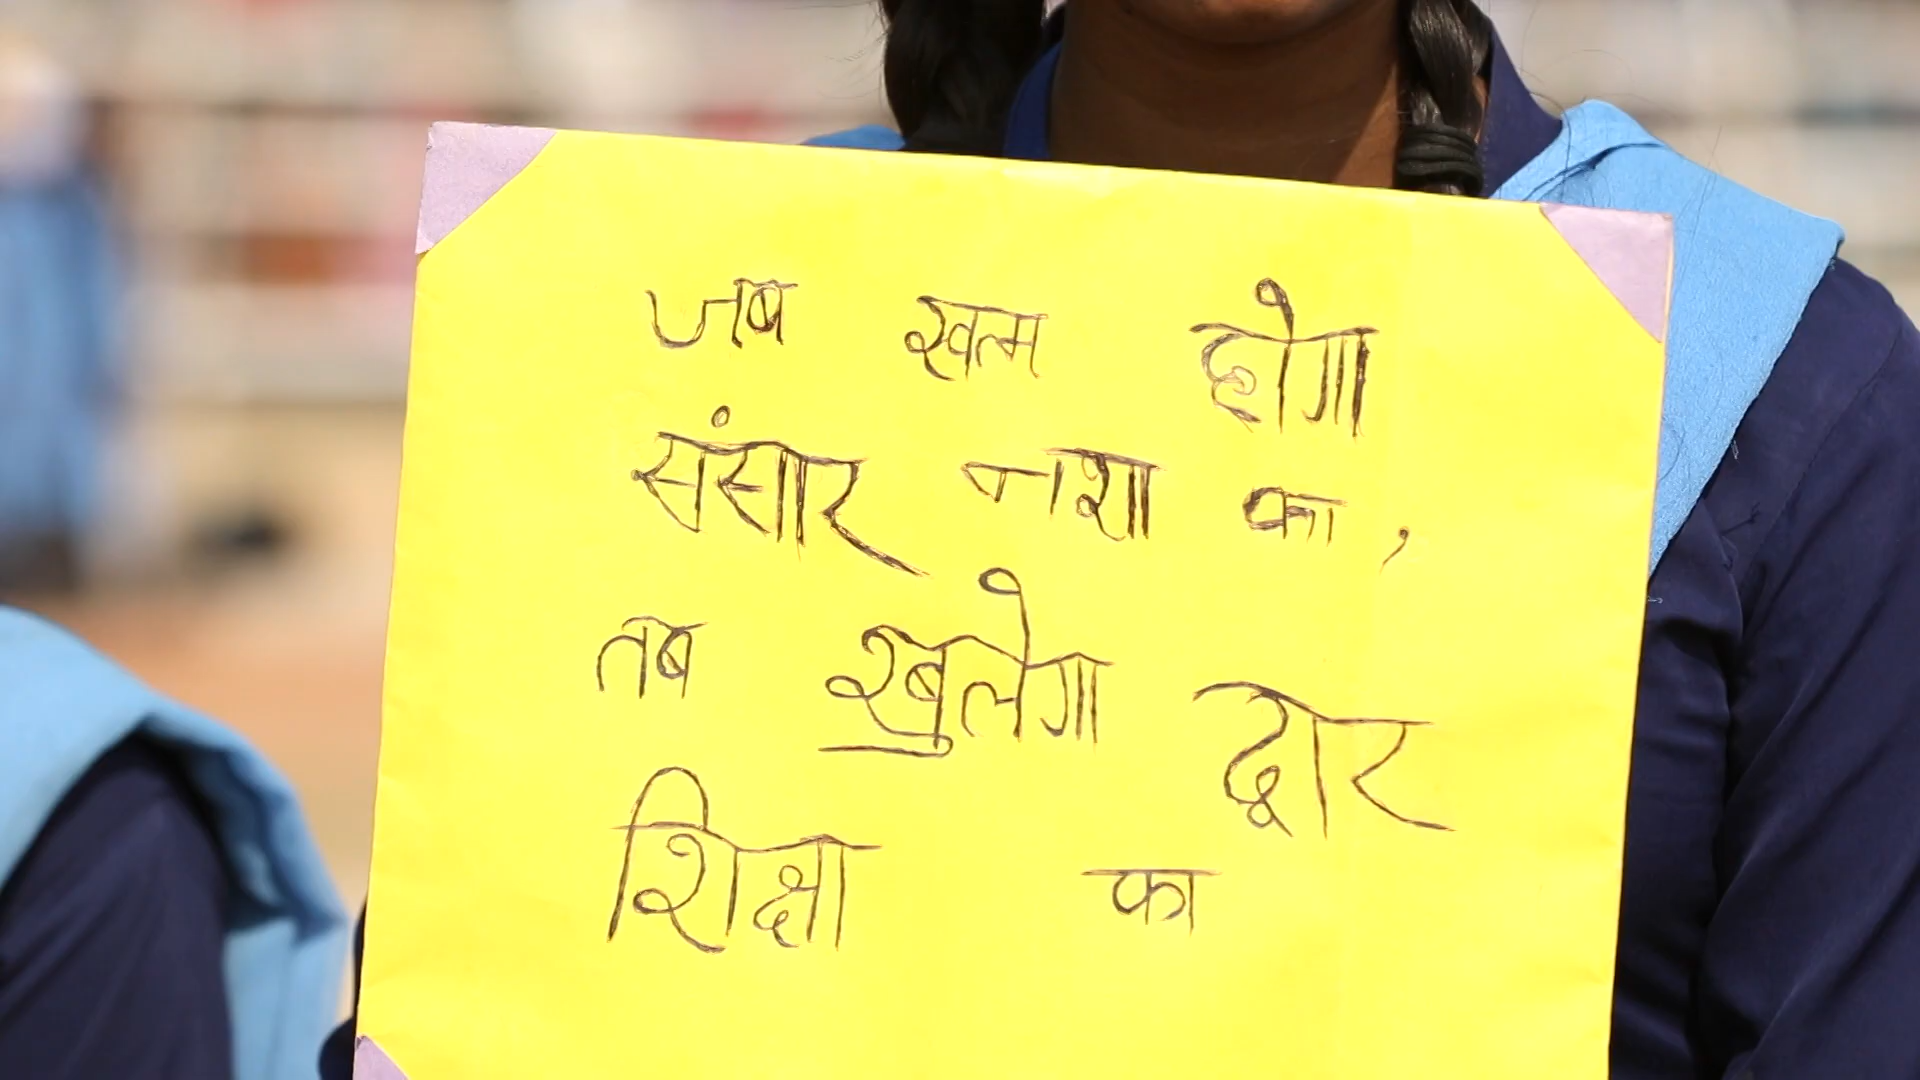 जब खत्म होगा
संसार नशा का,
तब खुलेगा द्वार
शिक्षा का